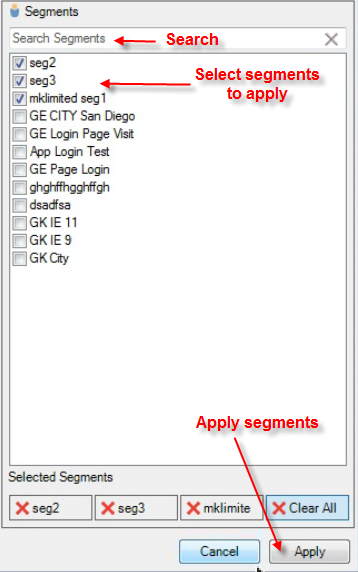 Segments
Search Segments
Search
seg2
seg3
mklimited seg1
Select segments
to apply
GE CITY San Diego
GE Login Page Visit
App Login Test
GE Page Login
ghghffhgghffgh
dsadfsa
GK IE 11
GK IE 9
GK City
Apply segments
Selected Segments
seg2
seg3
mklimite
Clear All
Cancel
Apply